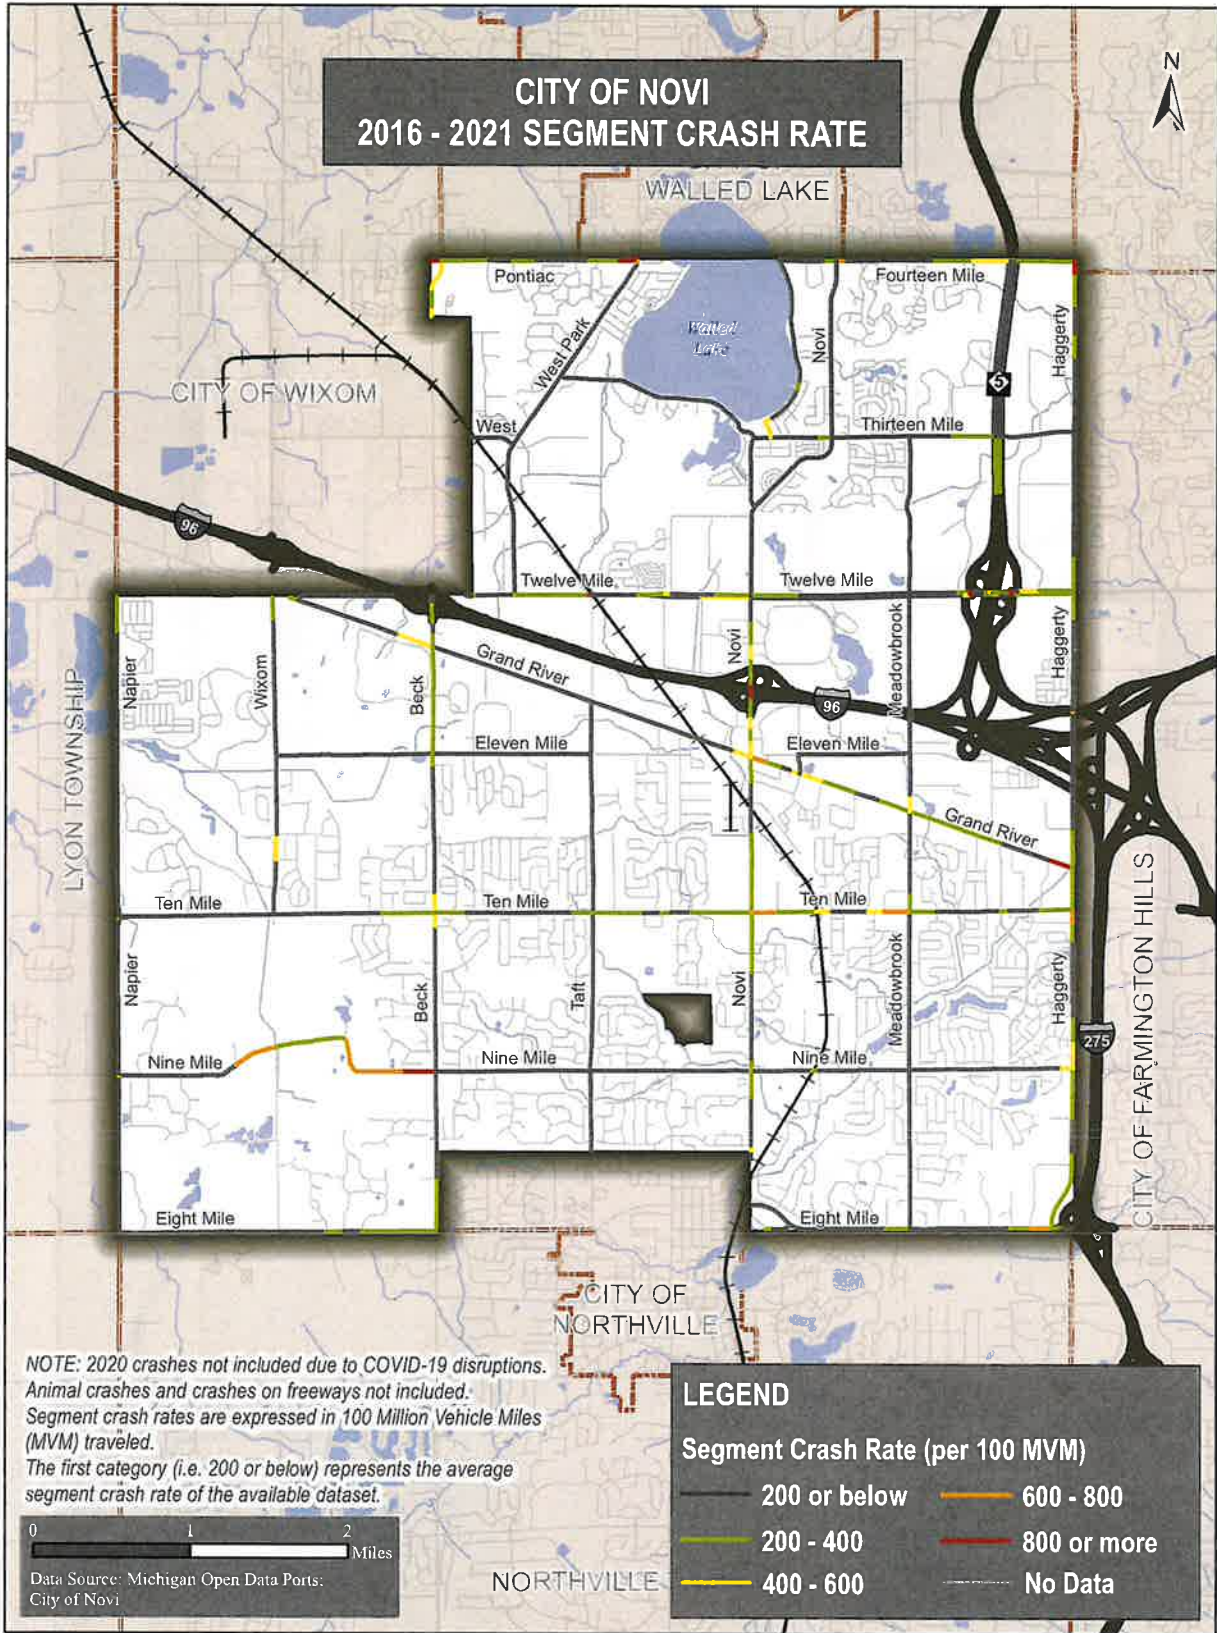 CITY OF NOVI
2016 - 2021 SEGMENT CRASH RATE
N
WALLED LAKE
Pontiac
Fourteen Mile
West Park
Walled
Lake
Novi
Haggerty
5
CITY OF WIXOM
West
Thirteen Mile
96
Twelve Mile
Twelve Mile
LYON TOWNSHIP
Napier
Wixom
Beck
Grand River
Novi
Meadowbrook
Haggerty
96
Eleven Mile
Eleven Mile
Grand River
Ten Mile
Ten Mile
Ten Mile
Napier
Beck
Taft
Novi
Meadowbrook
Haggerty
CITY OF FARMINGTON HILLS
275
Nine Mile
Nine Mile
Nine Mile
Eight Mile
Eight Mile
CITY OF
NORTHVILLE
NOTE: 2020 crashes not included due to COVID-19 disruptions.
Animal crashes and crashes on freeways not included.
Segment crash rates are expressed in 100 Million Vehicle Miles
(MVM) traveled.
The first category (i.e. 200 or below) represents the average
segment crash rate of the available dataset.
0 1 2
Miles
Data Source: Michigan Open Data Ports:
City of Novi
NORTHVILLE
LEGEND
Segment Crash Rate (per 100 MVM)
200 or below
600 - 800
200 - 400
800 or more
400 - 600
No Data